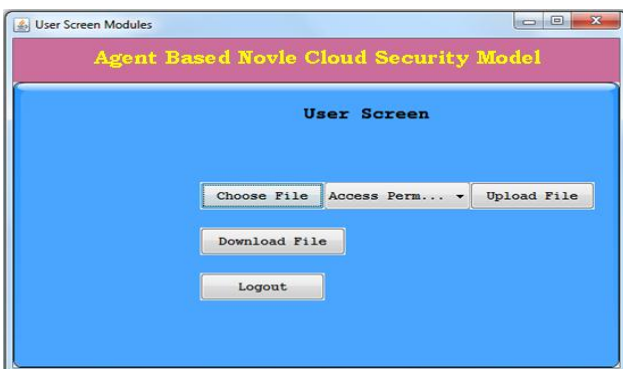 User Screen Modules
Agent Based Novle Cloud Security Model
User Screen
Choose File Access Perm... Upload File
Download File
Logout